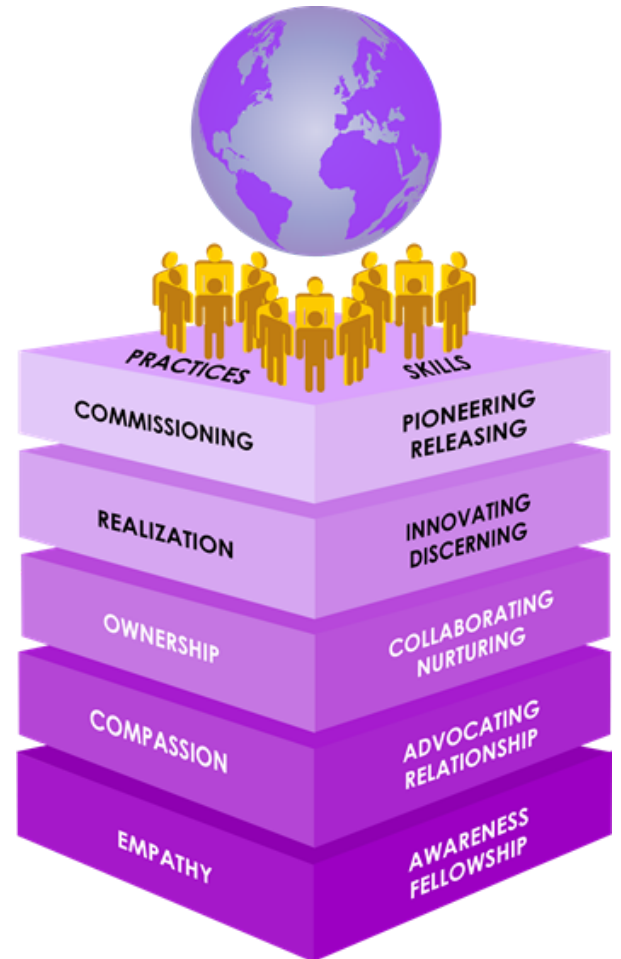 PRACTICES
SKILLS
COMMISSIONING
PIONEERING
RELEASING
REALIZATION
INNOVATING
DISCERNING
OWNERSHIP
COLLABORATING
NURTURING
COMPASSION
ADVOCATING
RELATIONSHIP
EMPATHY
AWARENESS
FELLOWSHIP